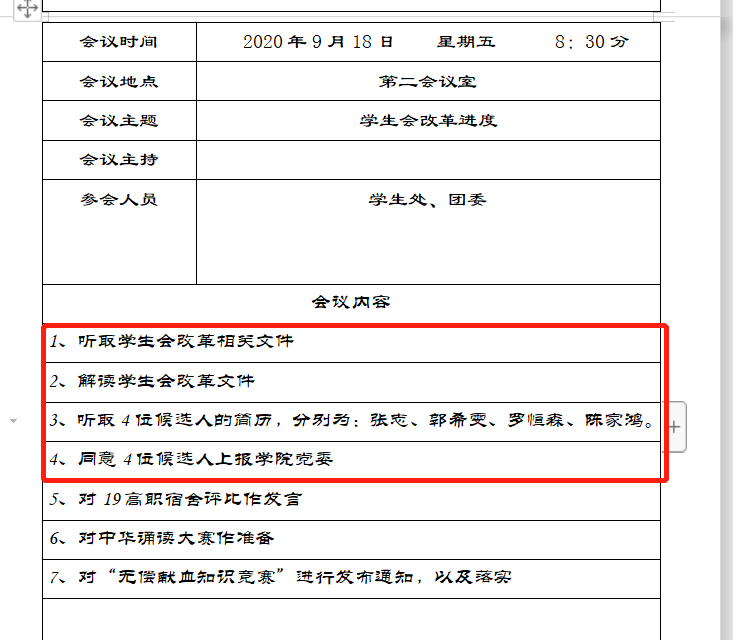 会议时间 2020 年 9 月 18 日 星期五 8：30 分
会议地点 第二会议室
会议主题 学生会改革进度
会议主持
参会人员 学生处、团委
会议内容
1、听取学生会改革相关文件
2、解读学生会改革文件
3、听取 4 位候选人的简历，分别为：张志、郭希雯、罗恒森、陈家鸿。
4、同意 4 位候选人上报学院党委
5、对 19 高职宿舍评比作发言
6、对中华诵读大赛作准备
7、对“无偿献血知识竞赛”进行发布通知，以及落实